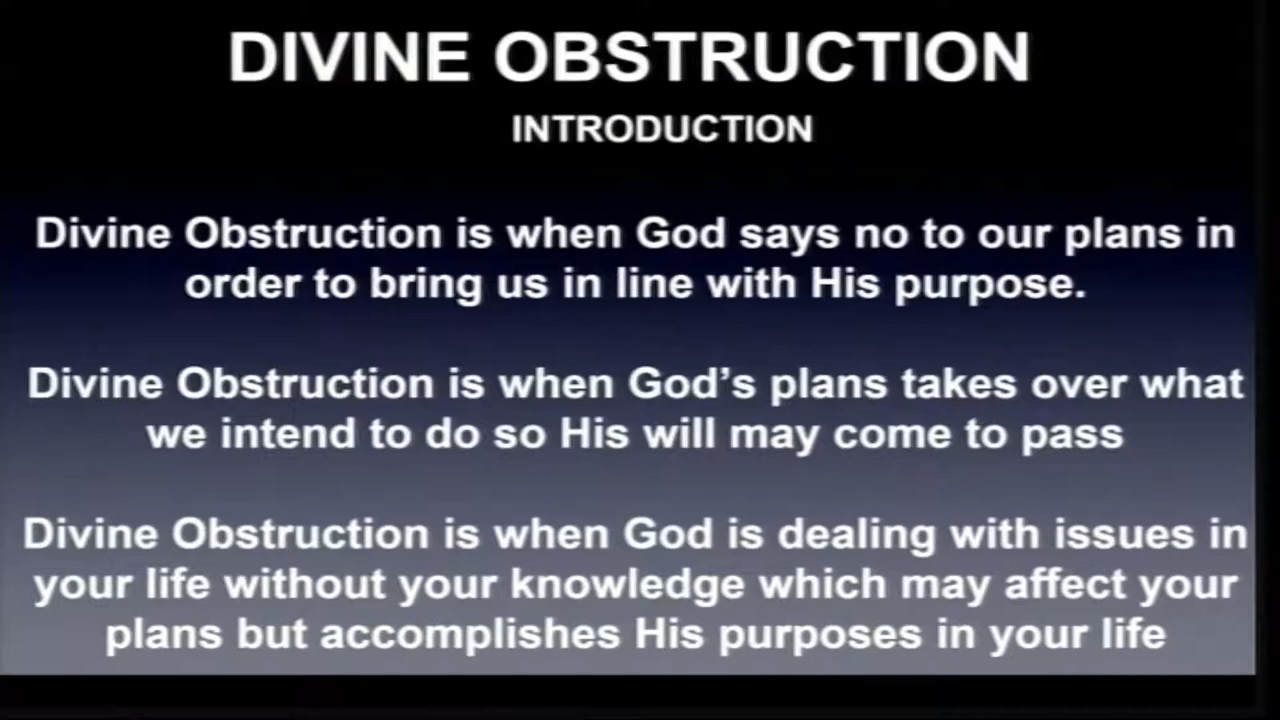 DIVINE OBSTRUCTION
INTRODUCTION
Divine Obstruction is when God says no to our plans in
order to bring us in line with His purpose.
Divine Obstruction is when God’s plans takes over what
we intend to do so His will may come to pass
Divine Obstruction is when God is dealing with issues in
your life without your knowledge which may affect your
plans but accomplishes His purposes in your life